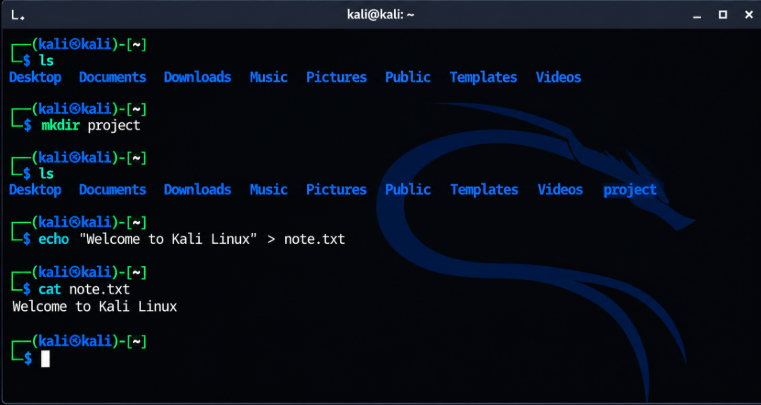 kali@kali: ~
┌──(kali㉿kali)-[~]
└─$ ls
Desktop Documents Downloads Music Pictures Public Templates Videos
┌──(kali㉿kali)-[~]
└─$ mkdir project
┌──(kali㉿kali)-[~]
└─$ ls
Desktop Documents Downloads Music Pictures Public Templates Videos project
┌──(kali㉿kali)-[~]
└─$ echo "Welcome to Kali Linux" > note.txt
┌──(kali㉿kali)-[~]
└─$ cat note.txt
Welcome to Kali Linux
┌──(kali㉿kali)-[~]
└─$